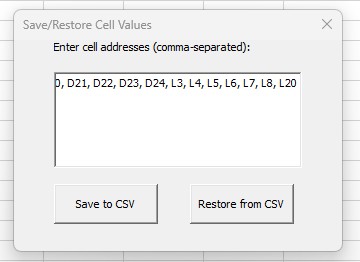 Save/Restore Cell Values
Enter cell addresses (comma-separated):
0, D21, D22, D23, D24, L3, L4, L5, L6, L7, L8, L20
Save to CSV
Restore from CSV